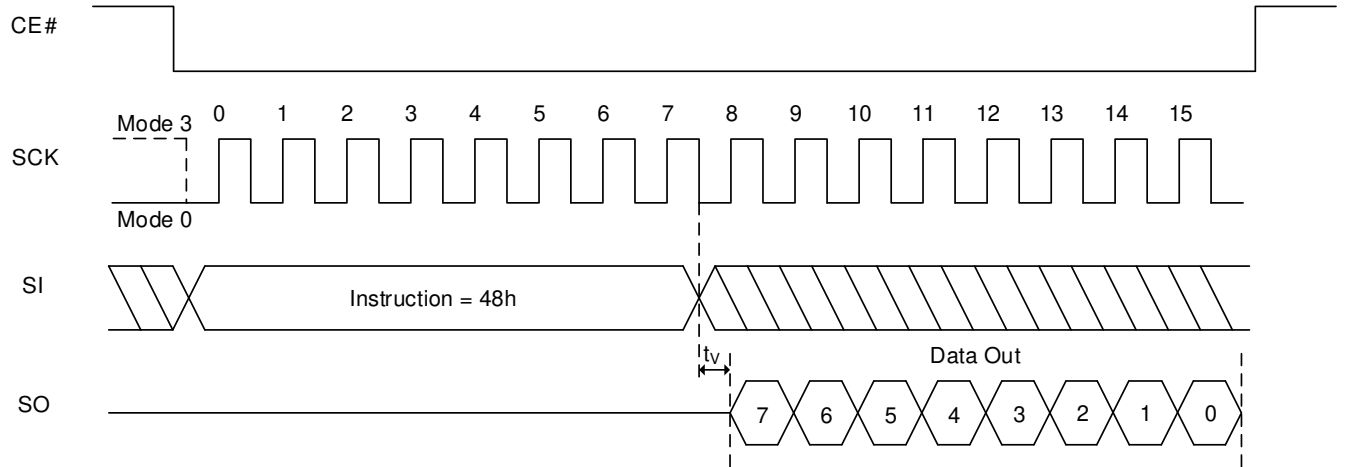 CE#
SCK
Mode 3
0 1 2 3 4 5 6 7 8 9 10 11 12 13 14 15
Mode 0
SI
Instruction = 48h
tV
Data Out
SO
7 6 5 4 3 2 1 0